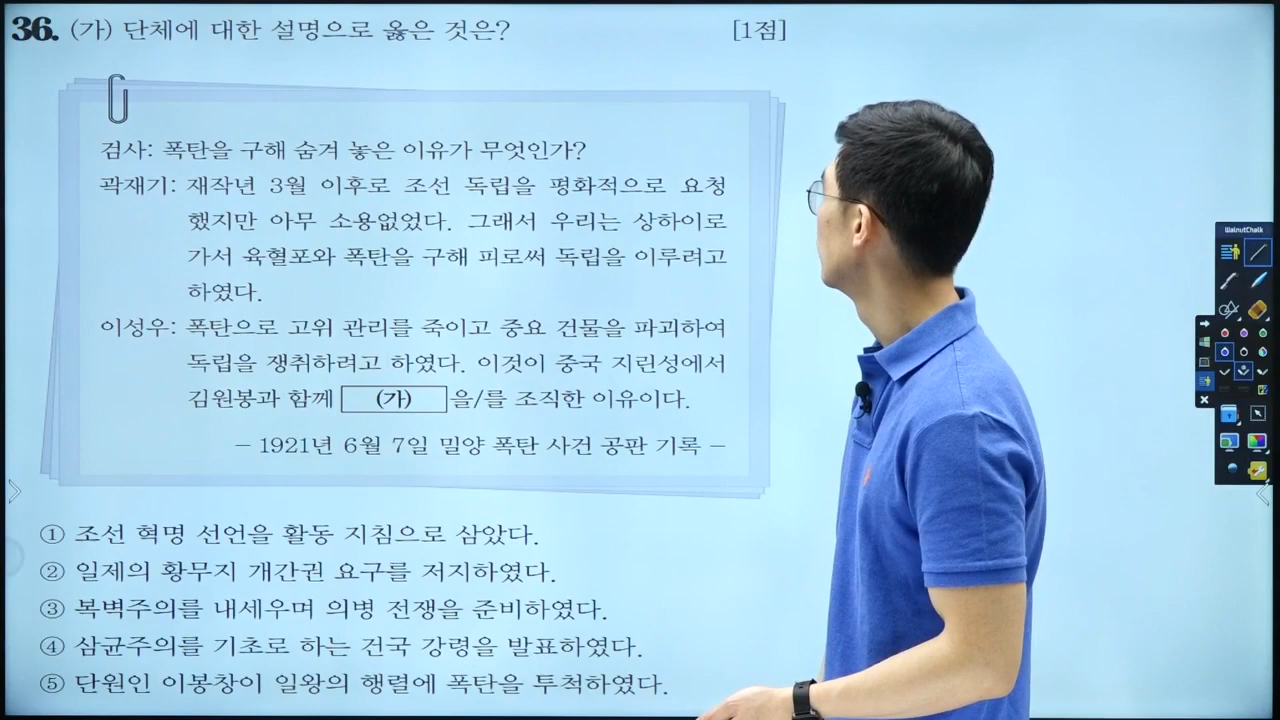 36. (가) 단체에 대한 설명으로 옳은 것은? [1점]
검사: 폭탄을 구해 숨겨 놓은 이유가 무엇인가?
곽재기: 재작년 3월 이후로 조선 독립을 평화적으로 요청
했지만 아무 소용없었다. 그래서 우리는 상하이로
가서 육혈포와 폭탄을 구해 피로써 독립을 이루려고
하였다.
이성우: 폭탄으로 고위 관리를 죽이고 중요 건물을 파괴하여
독립을 쟁취하려고 하였다. 이것이 중국 지린성에서
김원봉과 함께 (가) 을/를 조직한 이유이다.
- 1921년 6월 7일 밀양 폭탄 사건 공판 기록 -
① 조선 혁명 선언을 활동 지침으로 삼았다.
② 일제의 황무지 개간권 요구를 저지하였다.
③ 복벽주의를 내세우며 의병 전쟁을 준비하였다.
④ 삼균주의를 기초로 하는 건국 강령을 발표하였다.
⑤ 단원인 이봉창이 일왕의 행렬에 폭탄을 투척하였다.
WalnutChalk